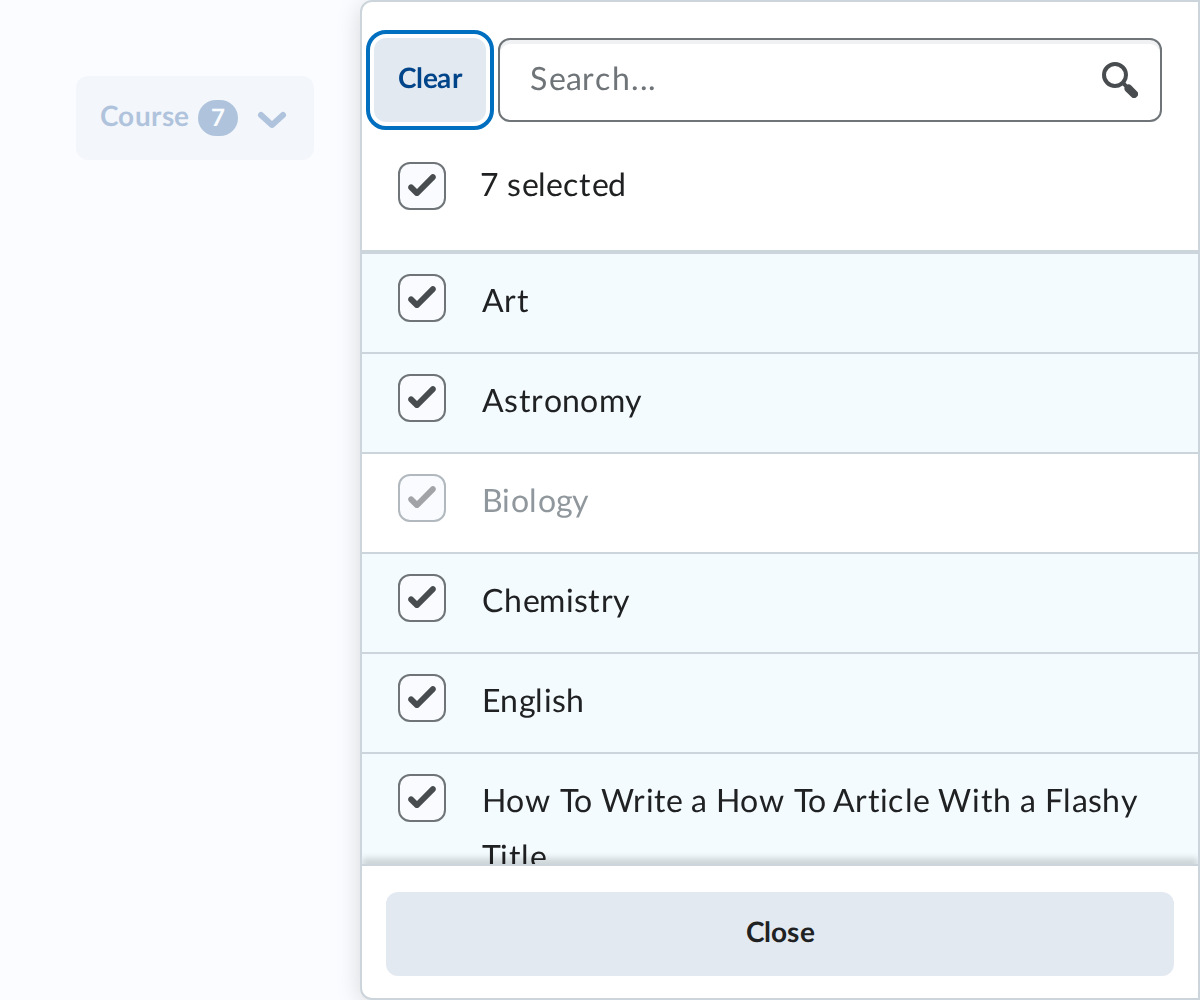 Course 7
Clear
Search...
7 selected
Art
Astronomy
Biology
Chemistry
English
How To Write a How To Article With a Flashy
Title
Close